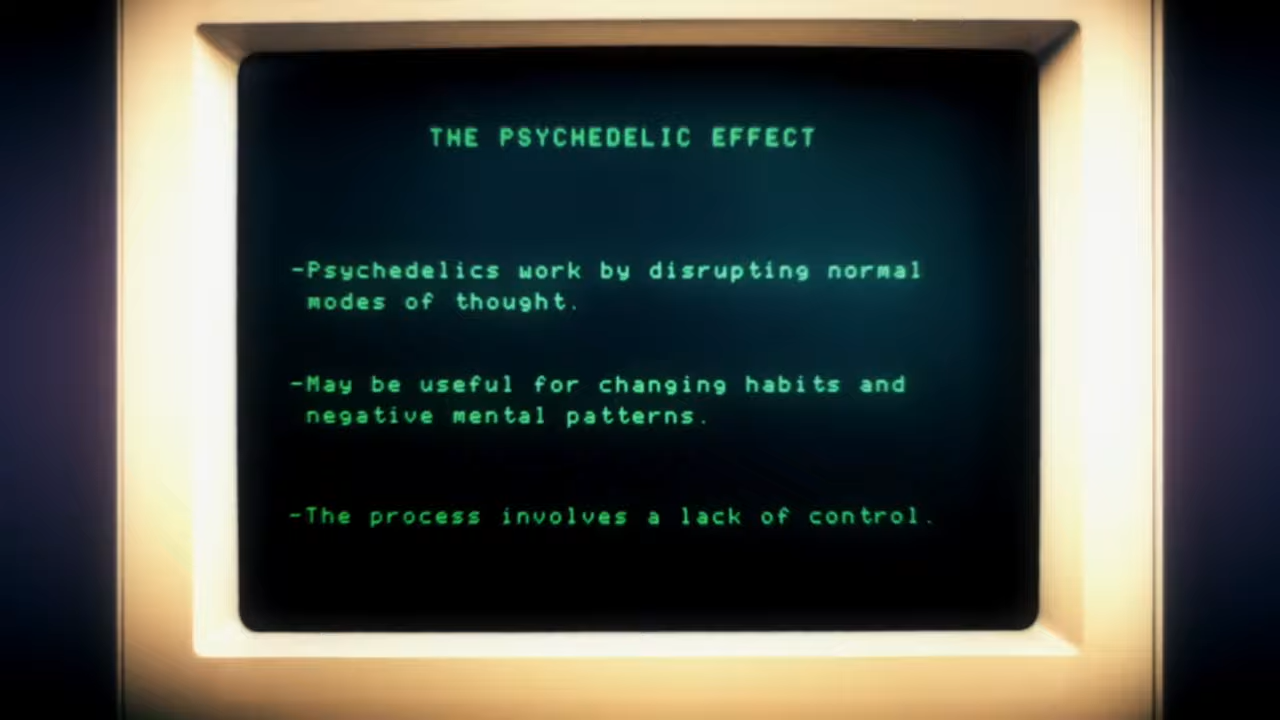 THE PSYCHEDELIC EFFECT
-Psychedelics work by disrupting normal
modes of thought.
-May be useful for changing habits and
negative mental patterns.
-The process involves a lack of control.